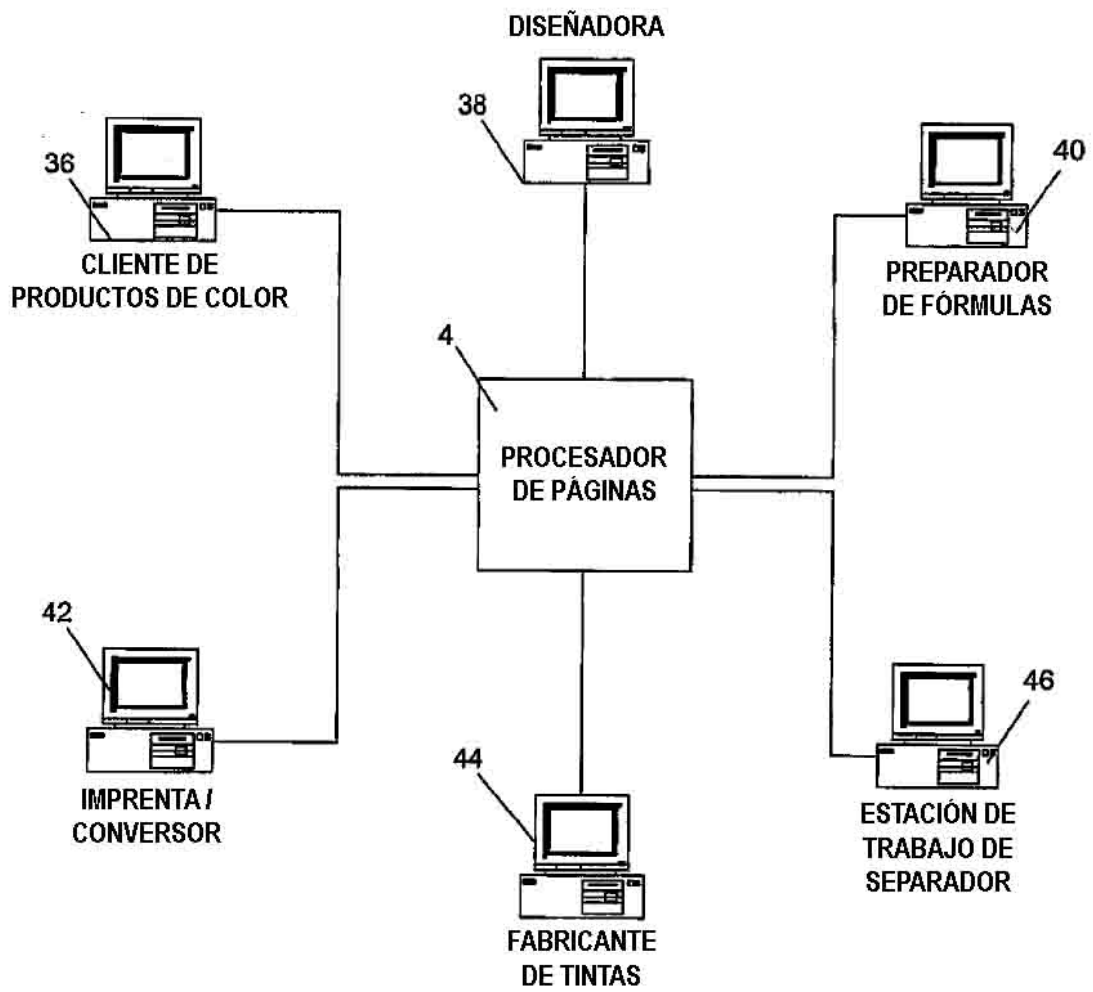 DISEÑADORA
38
36
40
CLIENTE DE
PRODUCTOS DE COLOR
PREPARADOR
DE FÓRMULAS
4
PROCESADOR
DE PÁGINAS
42
46
44
IMPRENTA /
CONVERSOR
ESTACIÓN DE
TRABAJO DE
SEPARADOR
FABRICANTE
DE TINTAS